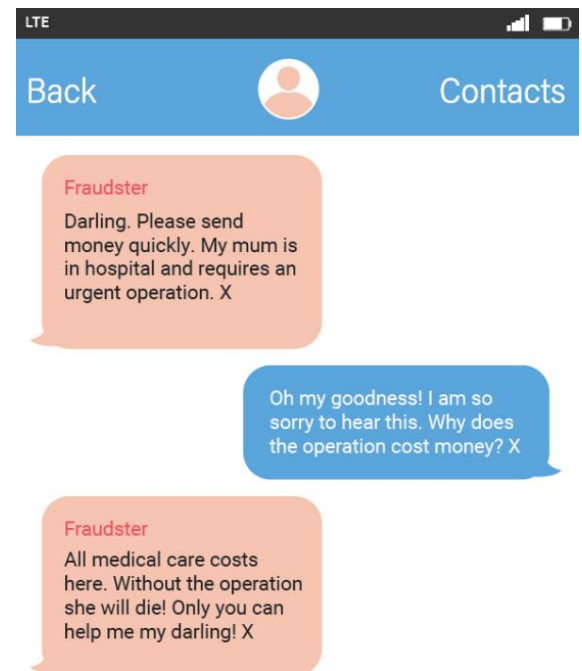 LTE
Back Contacts
Fraudster
Darling. Please send
money quickly. My mum is
in hospital and requires an
urgent operation. X
Oh my goodness! I am so
sorry to hear this. Why does
the operation cost money? X
Fraudster
All medical care costs
here. Without the operation
she will die! Only you can
help me my darling! X